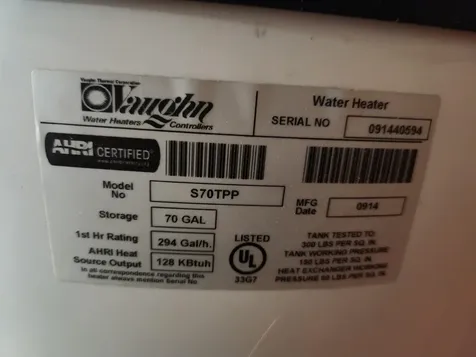 Vaughn Thermal Corporation
Vaughn
Water Heaters Controllers
Water Heater
SERIAL NO 091440594
AHRI CERTIFIED®
Model No S70TPP
MFG Date 0914
Storage 70 GAL
1st Hr Rating 294 Gal/h.
AHRI Heat Source Output 128 KBtuh
LISTED
UL
33G7
TANK TESTED TO
300 LBS PER SQ. IN.
TANK WORKING PRESSURE
150 LBS PER SQ. IN.
HEAT EXCHANGER WORKING
PRESSURE 80 LBS PER SQ. IN.
In all correspondence regarding this
heater always mention Serial No